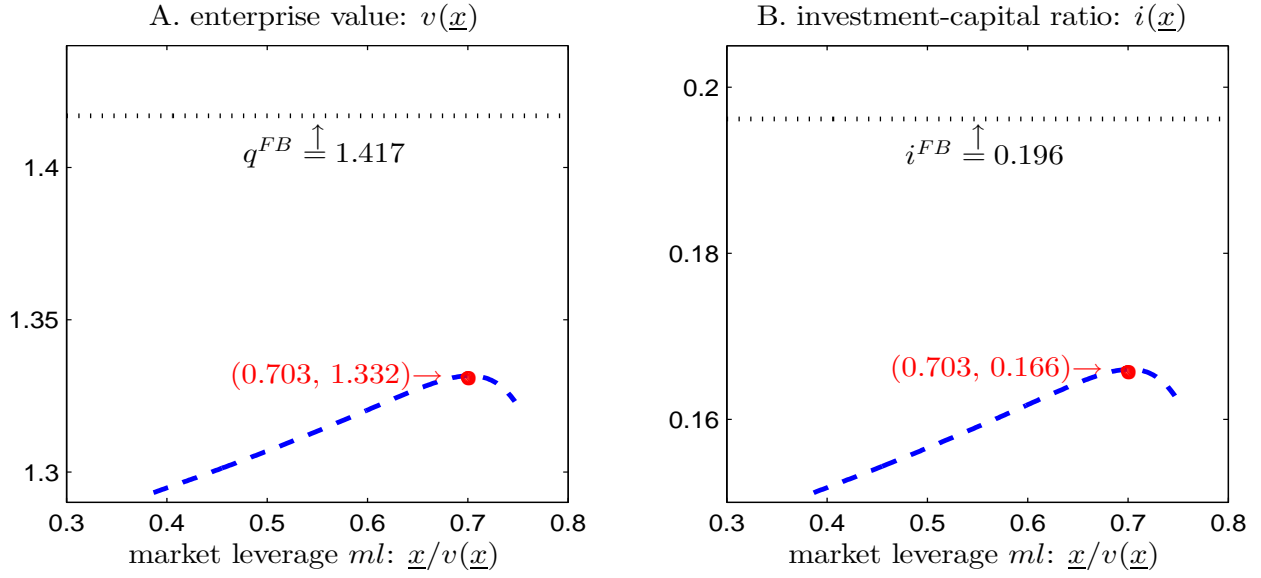 A. enterprise value: v(x)
1.4
1.35
1.3
q^{FB} = 1.417
↑
(0.703, 1.332)→
0.3 0.4 0.5 0.6 0.7 0.8
market leverage ml: x/v(x)
B. investment-capital ratio: i(x)
0.2
0.18
0.16
i^{FB} = 0.196
↑
(0.703, 0.166)→
0.3 0.4 0.5 0.6 0.7 0.8
market leverage ml: x/v(x)